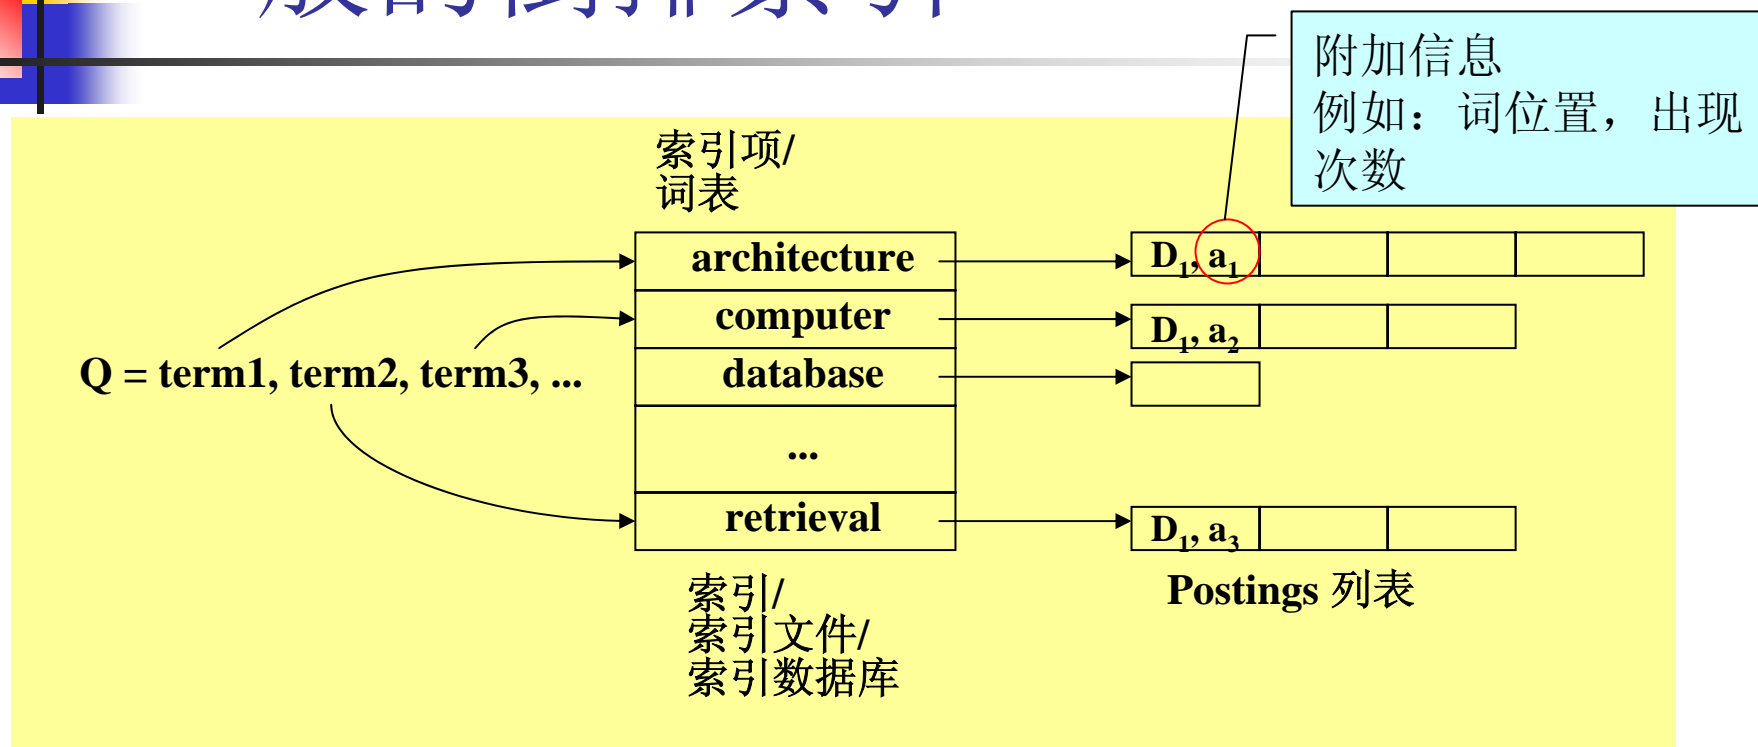 附加信息
例如：词位置，出现
次数
索引项/
词表
architecture
D1, a1
computer
D1, a2
Q = term1, term2, term3, ...
database
...
retrieval
D1, a3
索引/
索引文件/
索引数据库
Postings 列表